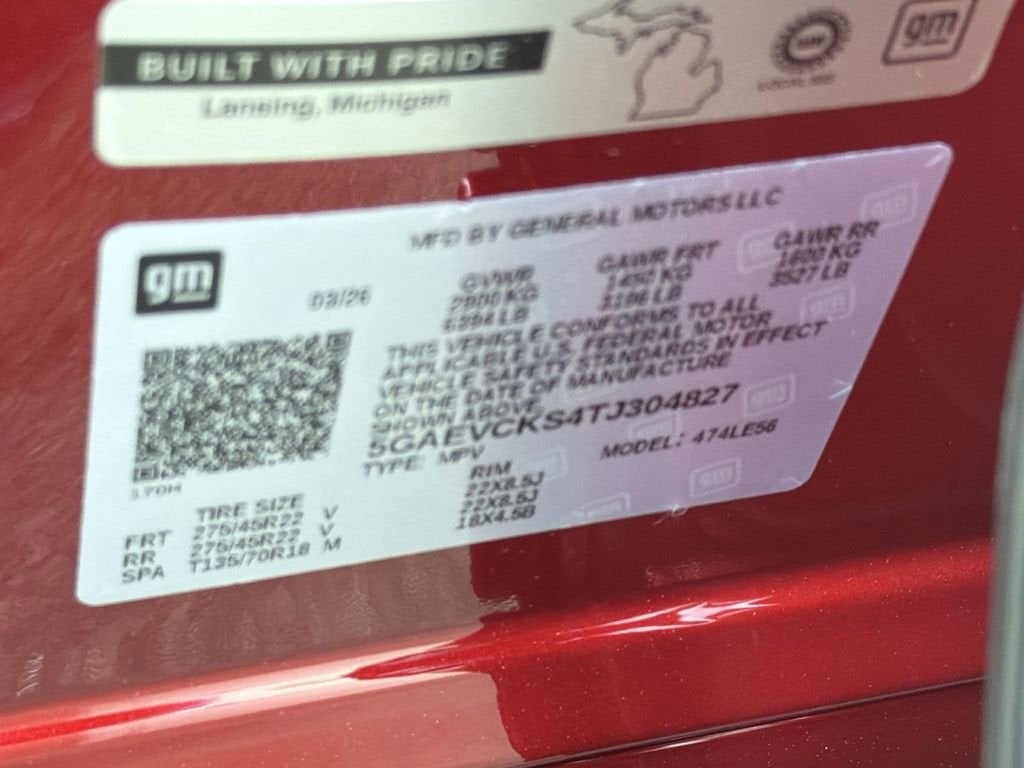 BUILT WITH PRIDE
Lansing, Michigan
gm
MFD BY GENERAL MOTORS LLC
gm
03/26
GVWR GAWR FRT GAWR RR
2900 KG 1450 KG 1600 KG
6394 LB 3196 LB 3527 LB
THIS VEHICLE CONFORMS TO ALL
APPLICABLE U.S. FEDERAL MOTOR
VEHICLE SAFETY STANDARDS IN EFFECT
ON THE DATE OF MANUFACTURE
SHOWN ABOVE
5GAEVCKS4TJ304827
TYPE: MPV MODEL: 474LE56
TIRE SIZE RIM
FRT 275/45R22 V 22X8.5J
RR 275/45R22 V 22X8.5J
SPA T135/70R18 M 18X4.5B